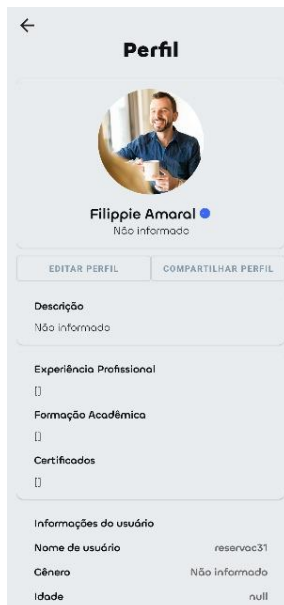 Perfil
Filippie Amaral
Não informado
EDITAR PERFIL COMPARTILHAR PERFIL
Descrição
Não informado
Experiência Profissional
[]
Formação Acadêmica
[]
Certificados
[]
Informações do usuário
Nome de usuário reservac31
Gênero Não informado
Idade null